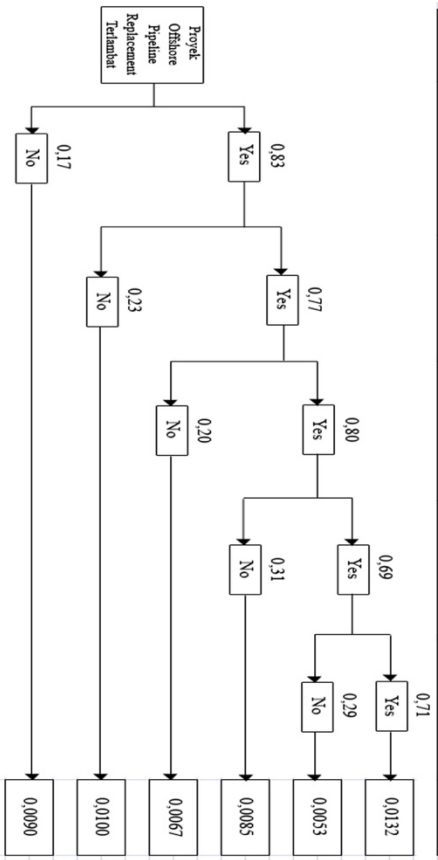 Proyek
Offshore
Pipeline
Replacement
Terlambat
0,83
Yes
0,17
No
0,77
Yes
0,23
No
0,80
Yes
0,20
No
0,69
Yes
0,31
No
0,71
Yes
0,29
No
0,0132
0,0053
0,0085
0,0067
0,0100
0,0090